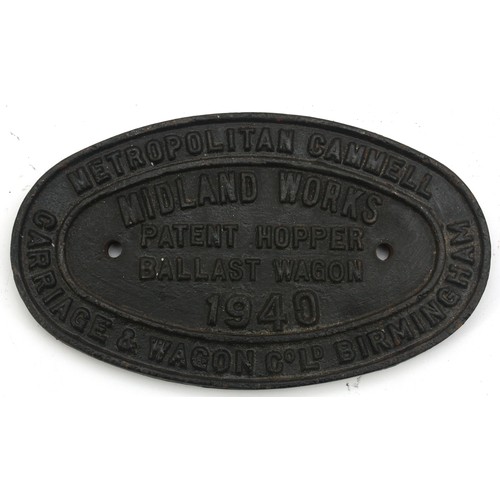 METROPOLITAN CAMMELL
CARRIAGE & WAGON CO LD BIRMINGHAM
MIDLAND WORKS
PATENT HOPPER
BALLAST WAGON
1940